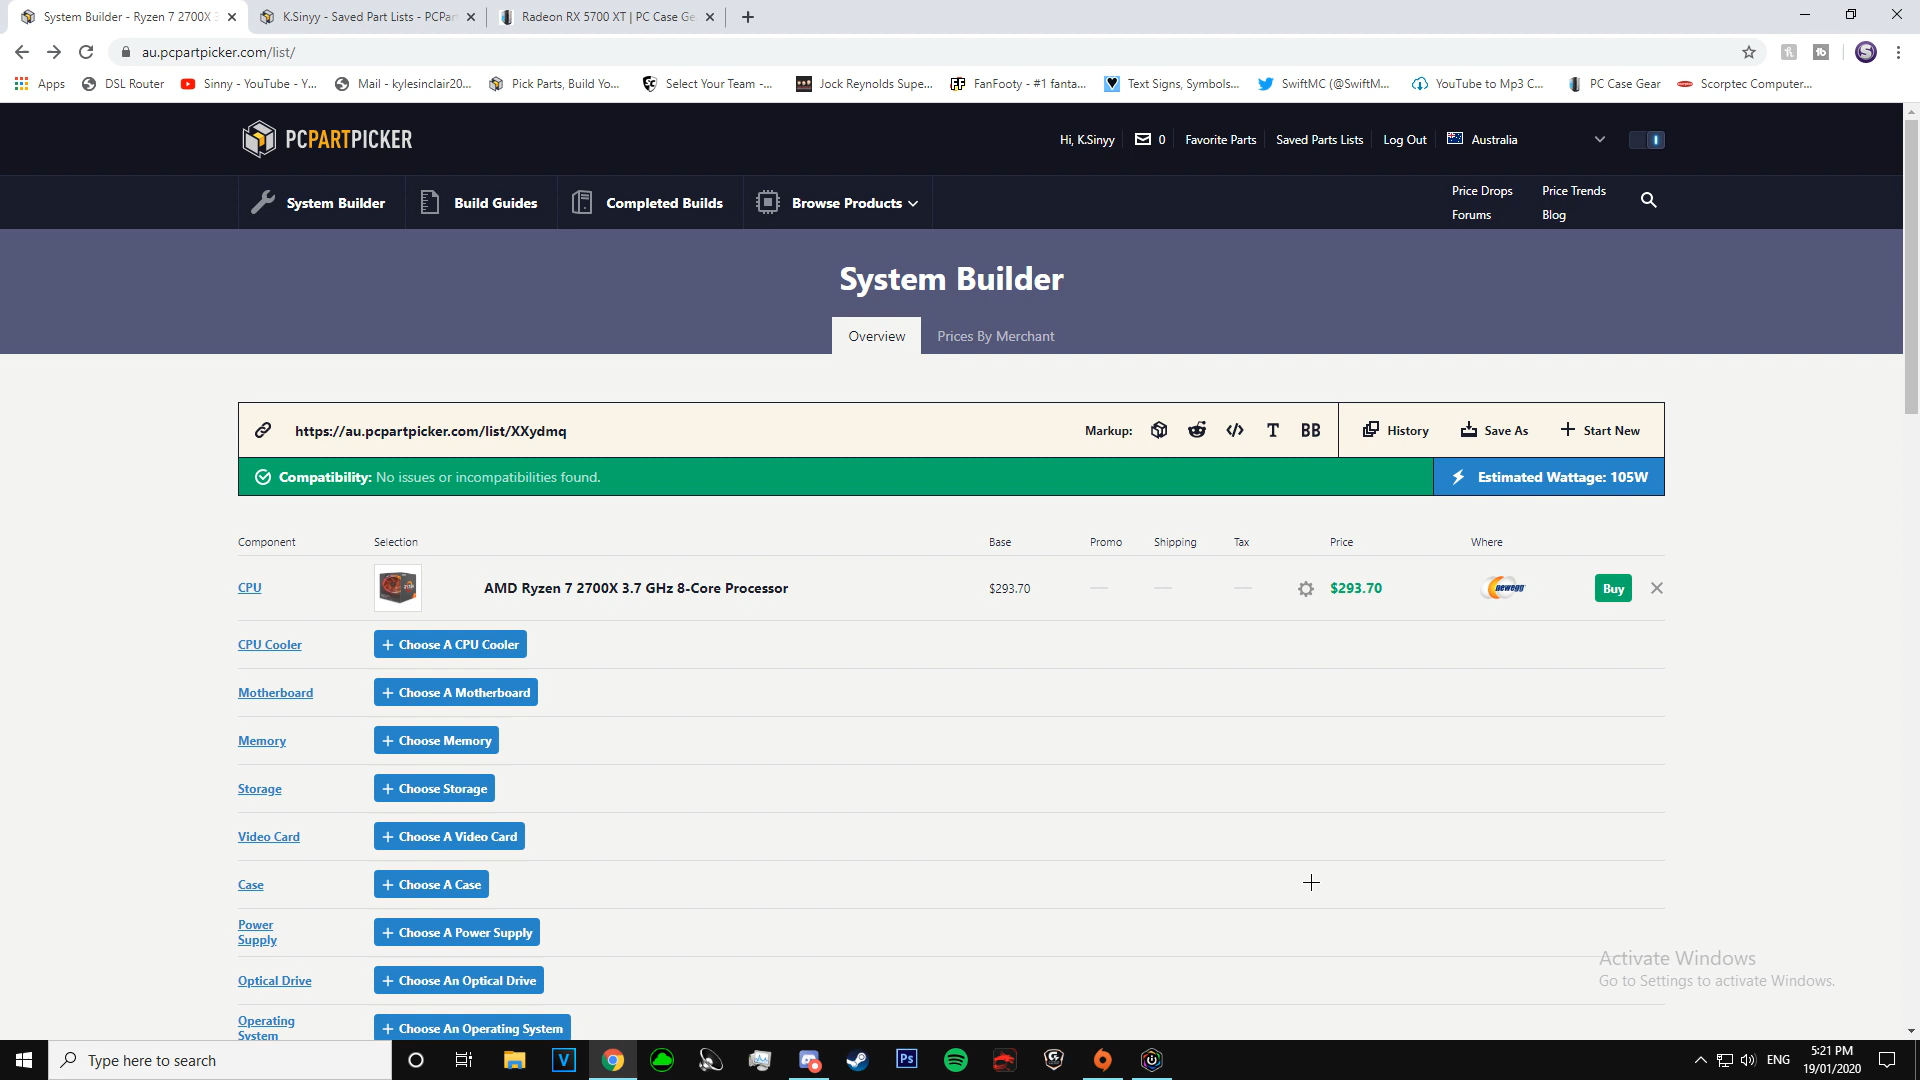 System Builder - Ryzen 7 2700X
K.Sinyy - Saved Part Lists - PCPar
Radeon RX 5700 XT | PC Case Ge
au.pcpartpicker.com/list/
Apps
DSL Router
Sinny - YouTube - Y...
Mail - kylesinclair20...
Pick Parts, Build Yo...
Select Your Team -...
Jock Reynolds Supe...
FanFooty - #1 fanta...
Text Signs, Symbols...
SwiftMC (@SwiftM...
YouTube to Mp3 C...
PC Case Gear
Scorptec Computer...
PCPARTPICKER
Hi, K.Sinyy
0
Favorite Parts
Saved Parts Lists
Log Out
Australia
System Builder
Build Guides
Completed Builds
Browse Products
Price Drops
Price Trends
Forums
Blog
System Builder
Overview
Prices By Merchant
https://au.pcpartpicker.com/list/XXydmq
Markup:
T
BB
History
Save As
+ Start New
Compatibility: No issues or incompatibilities found.
Estimated Wattage: 105W
Component
Selection
Base
Promo
Shipping
Tax
Price
Where
CPU
AMD Ryzen 7 2700X 3.7 GHz 8-Core Processor
$293.70
$293.70
newegg
Buy
CPU Cooler
+ Choose A CPU Cooler
Motherboard
+ Choose A Motherboard
Memory
+ Choose Memory
Storage
+ Choose Storage
Video Card
+ Choose A Video Card
Case
+ Choose A Case
Power
Supply
+ Choose A Power Supply
Optical Drive
+ Choose An Optical Drive
Operating
System
+ Choose An Operating System
Activate Windows
Go to Settings to activate Windows.
Type here to search
V
Ps
ENG
5:21 PM
19/01/2020